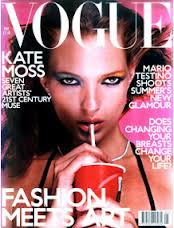 VOGUE
KATE
MOSS
SEVEN
GREAT
ARTISTS'
21ST CENTURY
MUSE
MARIO
TESTINO
SHOOTS
SUMMER'S
NEW
GLAMOUR
DOES
CHANGING
YOUR
BREASTS
CHANGE
YOUR
LIFE?
FASHION
MEETS ART